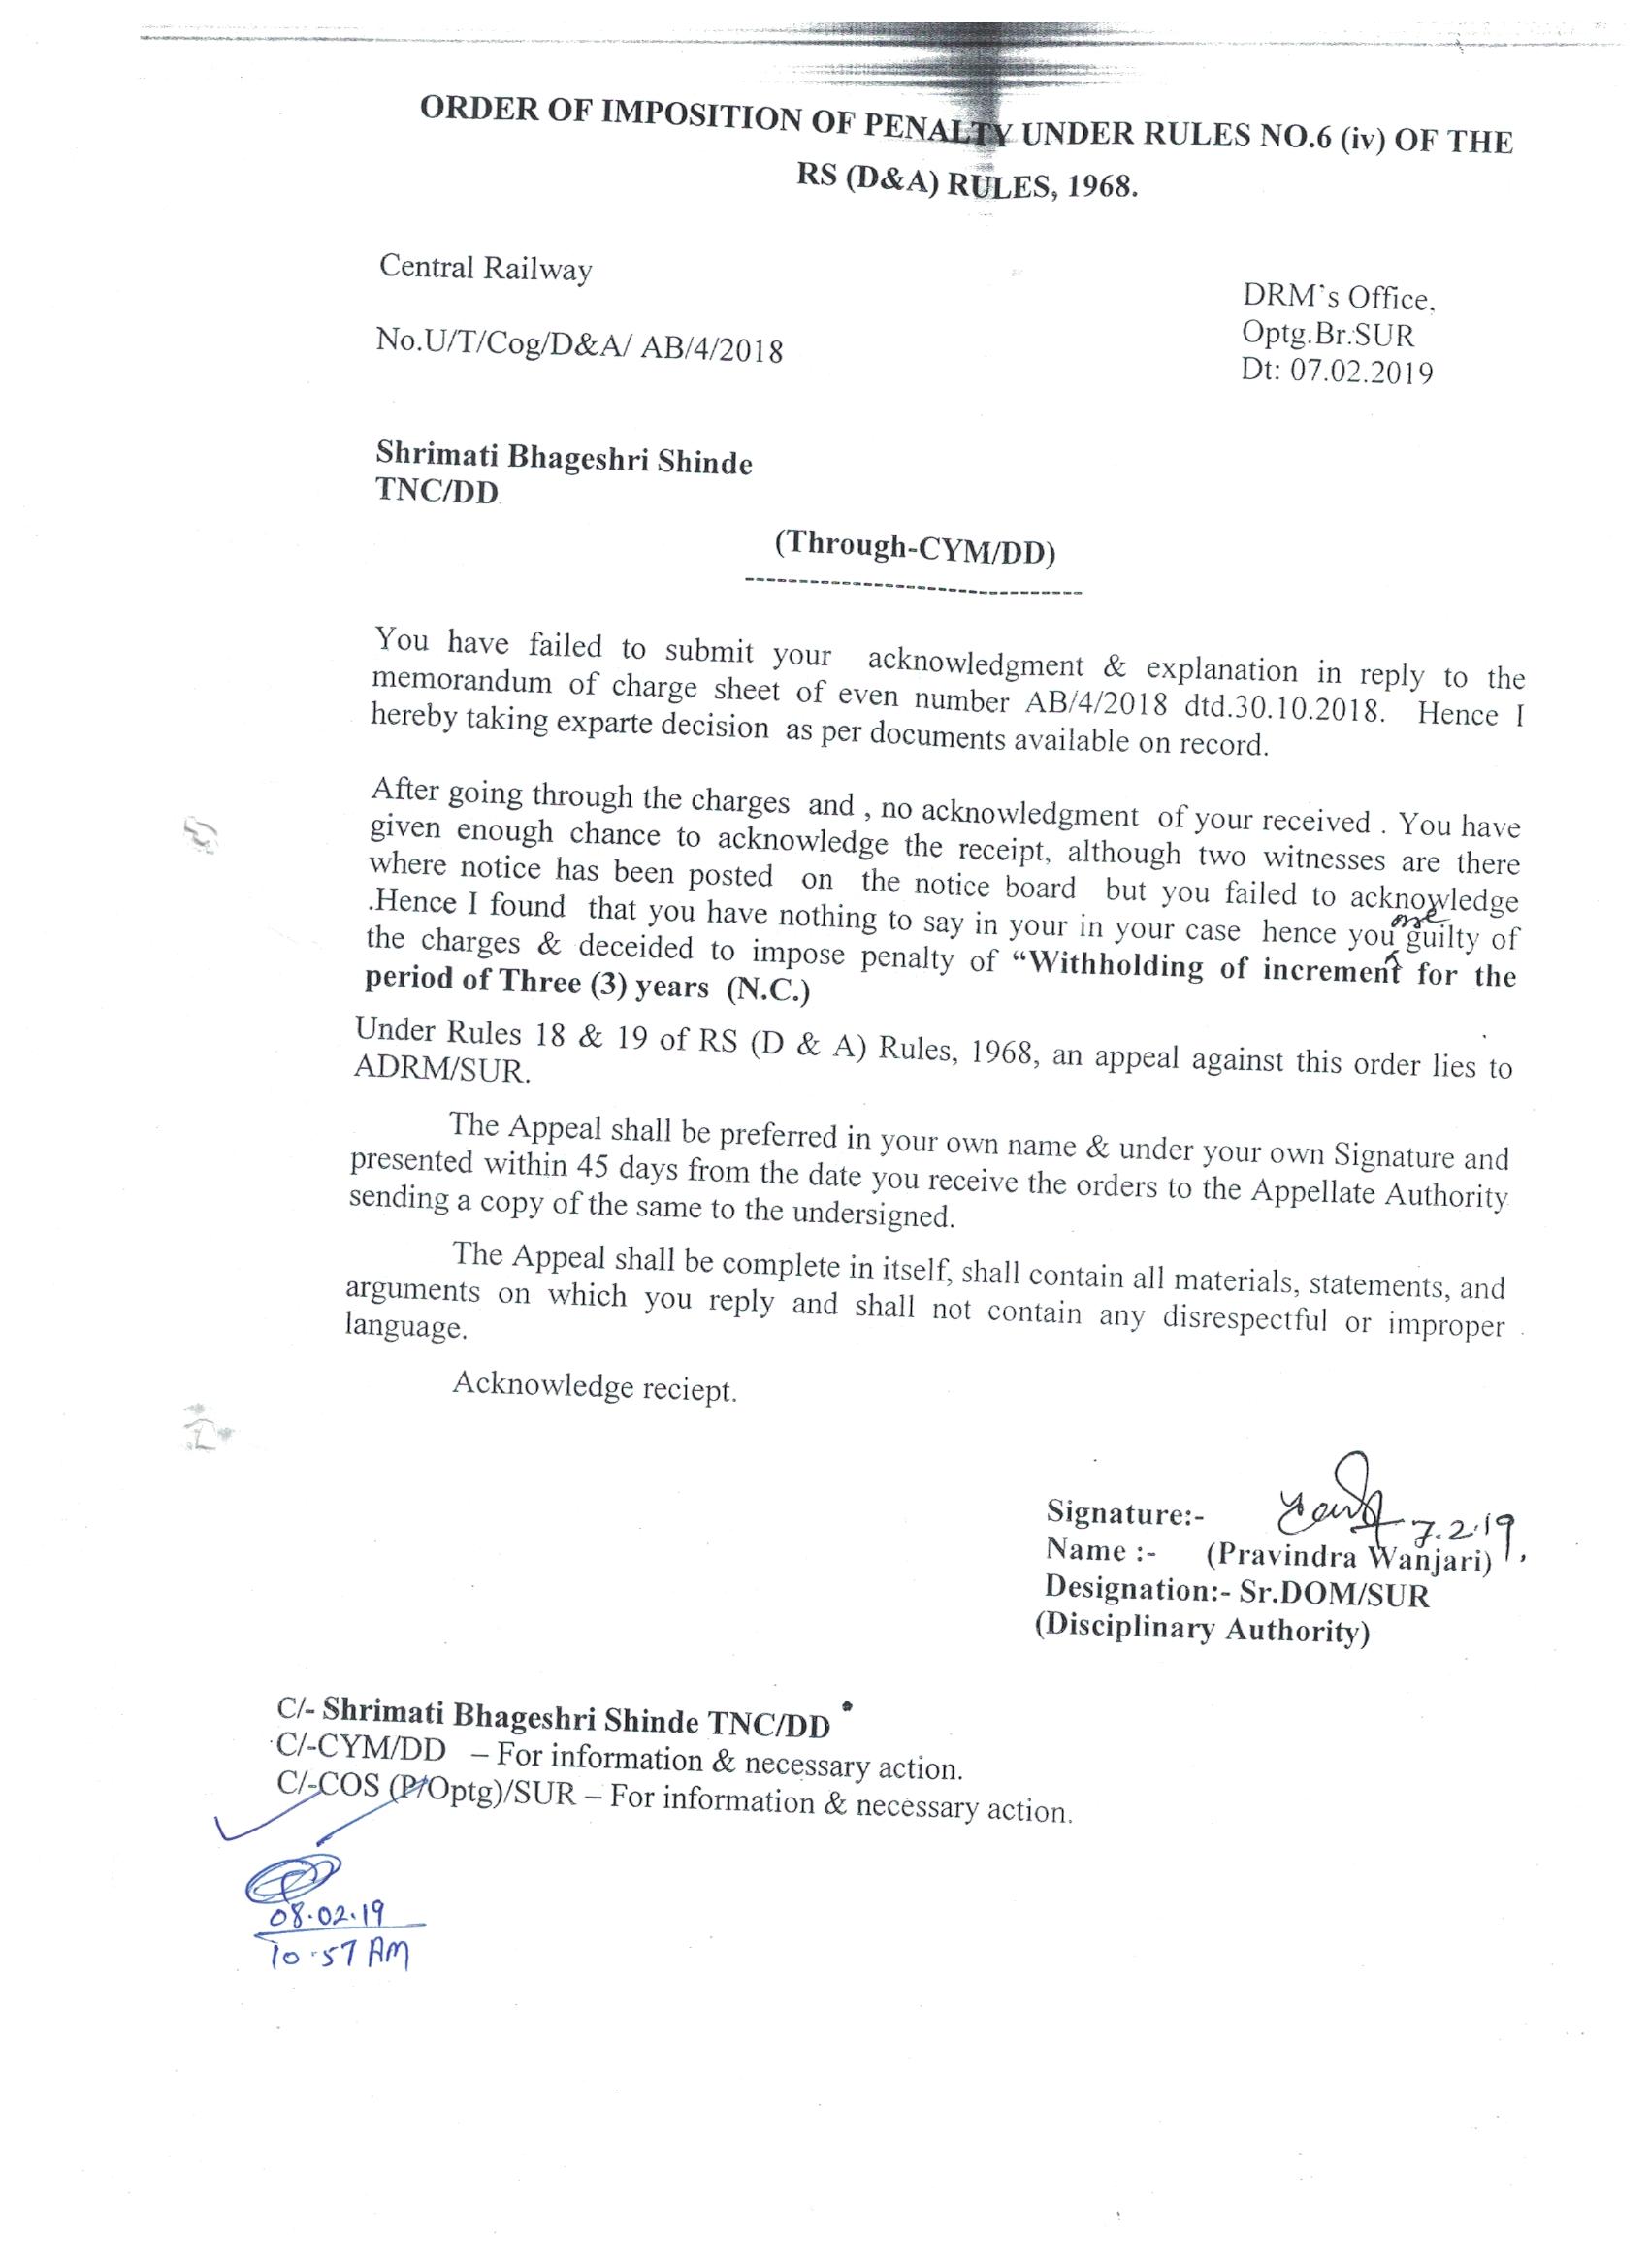 ORDER OF IMPOSITION OF PENALTY UNDER RULES NO.6 (iv) OF THE
RS (D&A) RULES, 1968.
Central Railway
DRM's Office,
No.U/T/Cog/D&A/ AB/4/2018
Optg.Br.SUR
Dt: 07.02.2019
Shrimati Bhageshri Shinde
TNC/DD
(Through-CYM/DD)
--------------------------------
You have failed to submit your acknowledgment & explanation in reply to the
memorandum of charge sheet of even number AB/4/2018 dtd.30.10.2018. Hence I
hereby taking exparte decision as per documents available on record.
After going through the charges and , no acknowledgment of your received . You have
given enough chance to acknowledge the receipt, although two witnesses are there
where notice has been posted on the notice board but you failed to acknowledge
.Hence I found that you have nothing to say in your in your case hence you are guilty of
the charges & deceided to impose penalty of “Withholding of increment for the
period of Three (3) years (N.C.)
Under Rules 18 & 19 of RS (D & A) Rules, 1968, an appeal against this order lies to
ADRM/SUR.
The Appeal shall be preferred in your own name & under your own Signature and
presented within 45 days from the date you receive the orders to the Appellate Authority
sending a copy of the same to the undersigned.
The Appeal shall be complete in itself, shall contain all materials, statements, and
arguments on which you reply and shall not contain any disrespectful or improper
language.
Acknowledge reciept.
Signature:-
7.2.19
Name :- (Pravindra Wanjari)
Designation:- Sr.DOM/SUR
(Disciplinary Authority)
C/- Shrimati Bhageshri Shinde TNC/DD
C/-CYM/DD – For information & necessary action.
C/-COS (P/Optg)/SUR – For information & necessary action.
08.02.19
10.57 AM